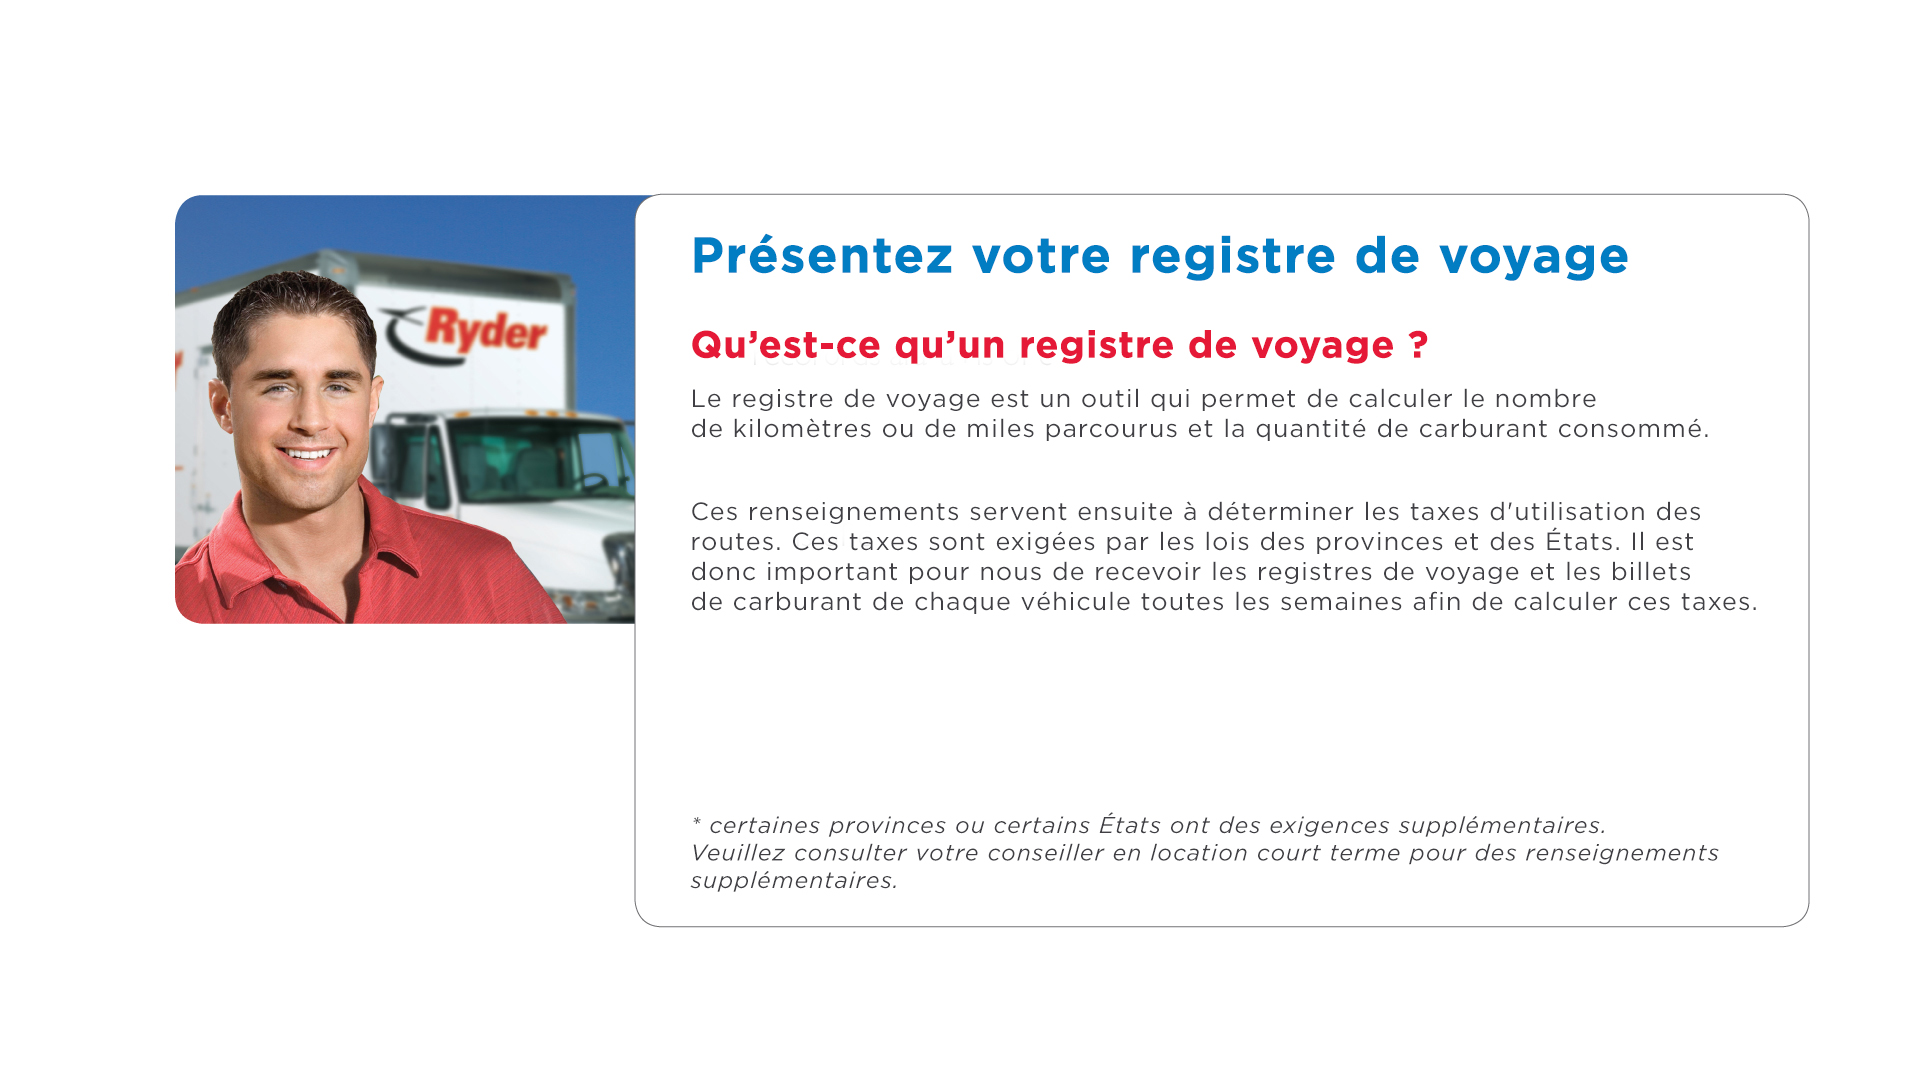 Ryder
Présentez votre registre de voyage
Qu’est-ce qu’un registre de voyage ?
Le registre de voyage est un outil qui permet de calculer le nombre
de kilomètres ou de miles parcourus et la quantité de carburant consommé.
Ces renseignements servent ensuite à déterminer les taxes d'utilisation des
routes. Ces taxes sont exigées par les lois des provinces et des États. Il est
donc important pour nous de recevoir les registres de voyage et les billets
de carburant de chaque véhicule toutes les semaines afin de calculer ces taxes.
* certaines provinces ou certains États ont des exigences supplémentaires.
Veuillez consulter votre conseiller en location court terme pour des renseignements
supplémentaires.